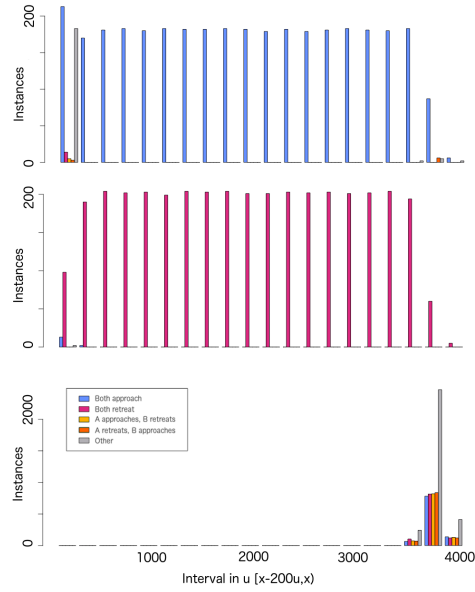 200
Instances
0
200
Instances
0
Both approach
Both retreat
A approaches, B retreats
A retreats, B approaches
Other
2000
Instances
0
1000 2000 3000 4000
Interval in u [x-200u,x)